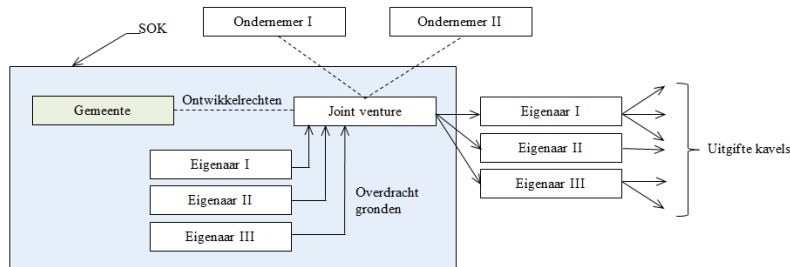 Ondernemer I
Ondernemer II
SOK
Gemeente
Ontwikkelrechten
Joint venture
Eigenaar I
Eigenaar II
Eigenaar III
Overdracht
gronden
Eigenaar I
Eigenaar II
Eigenaar III
Uitgifte kavels